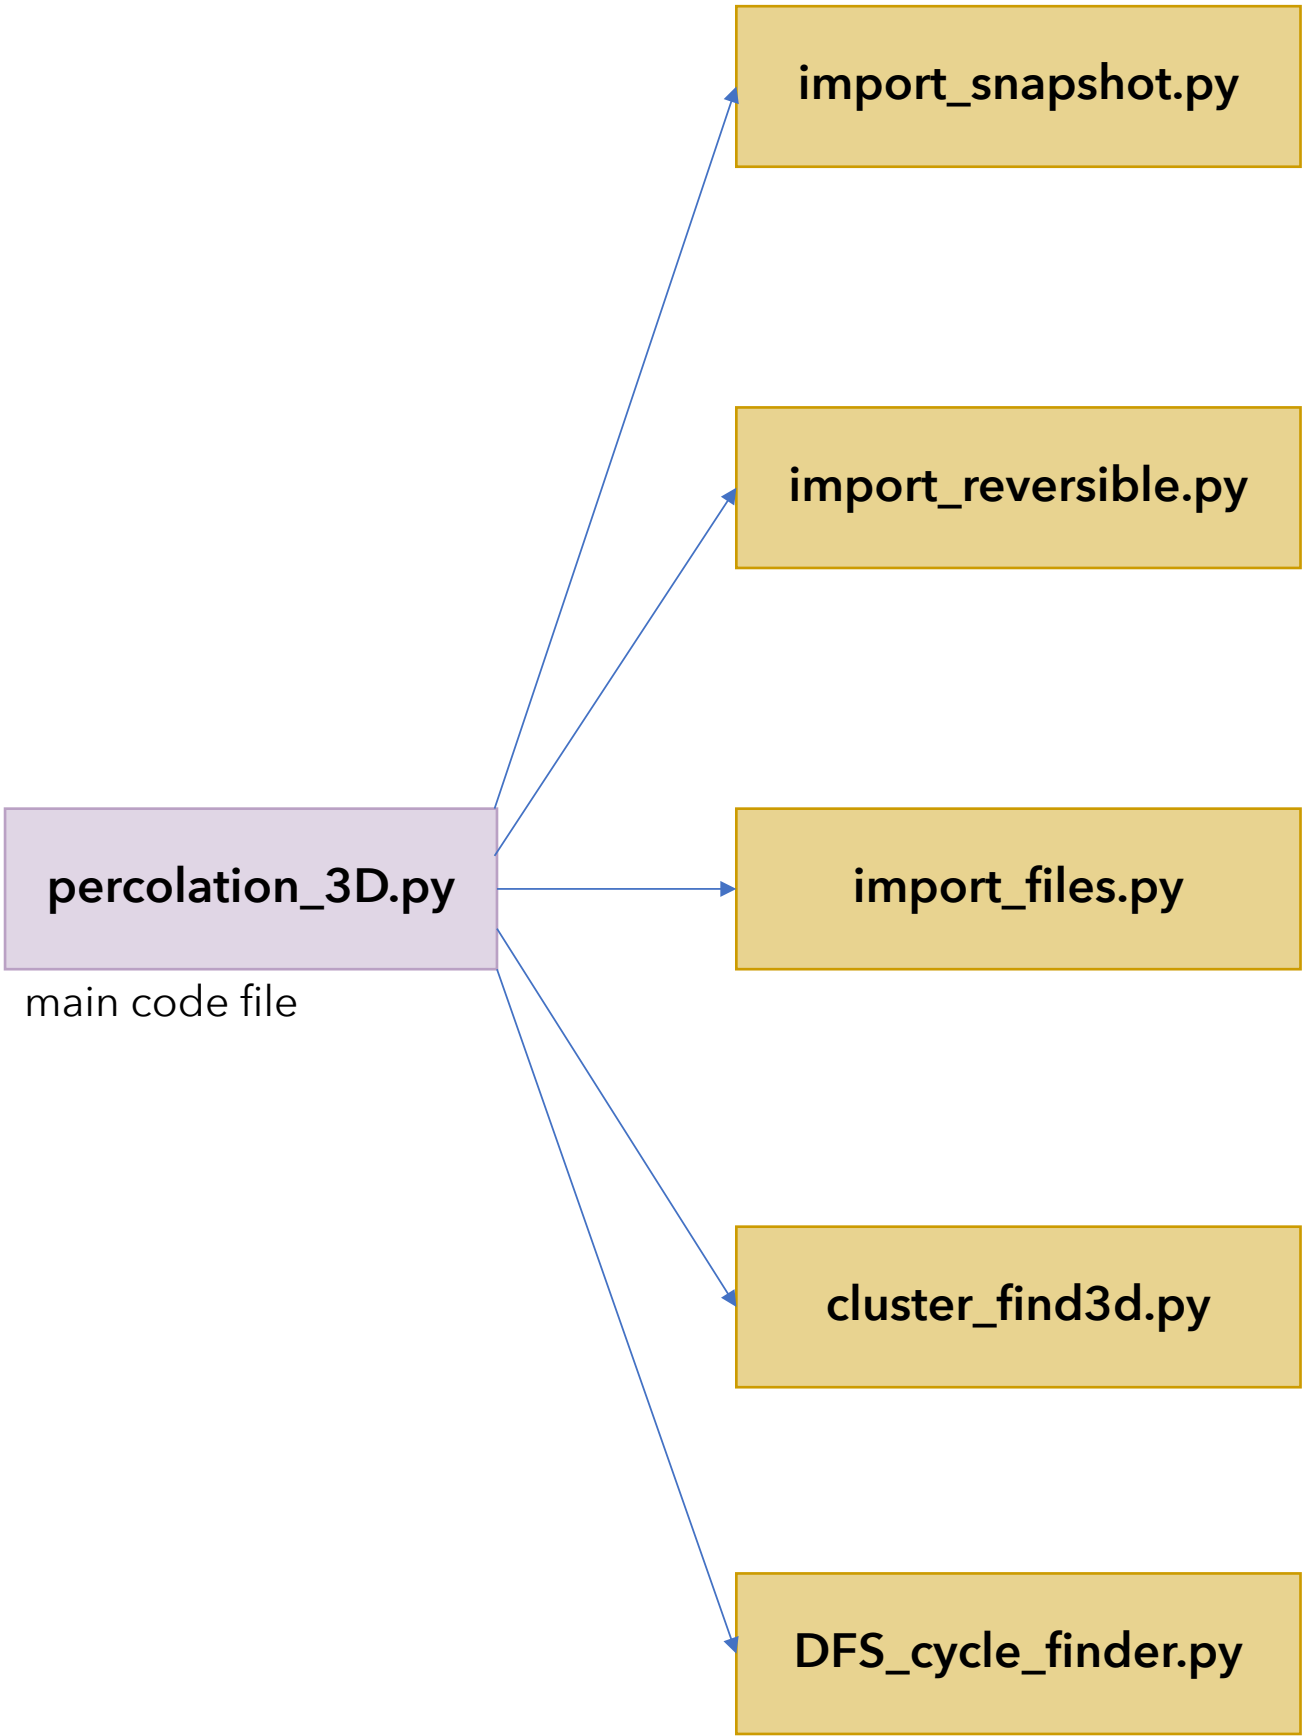 import_snapshot.py
import_reversible.py
percolation_3D.py
import_files.py
main code file
cluster_find3d.py
DFS_cycle_finder.py